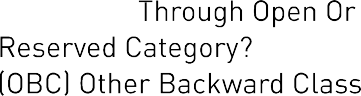 Through Open Or
Reserved Category?
(OBC) Other Backward Class